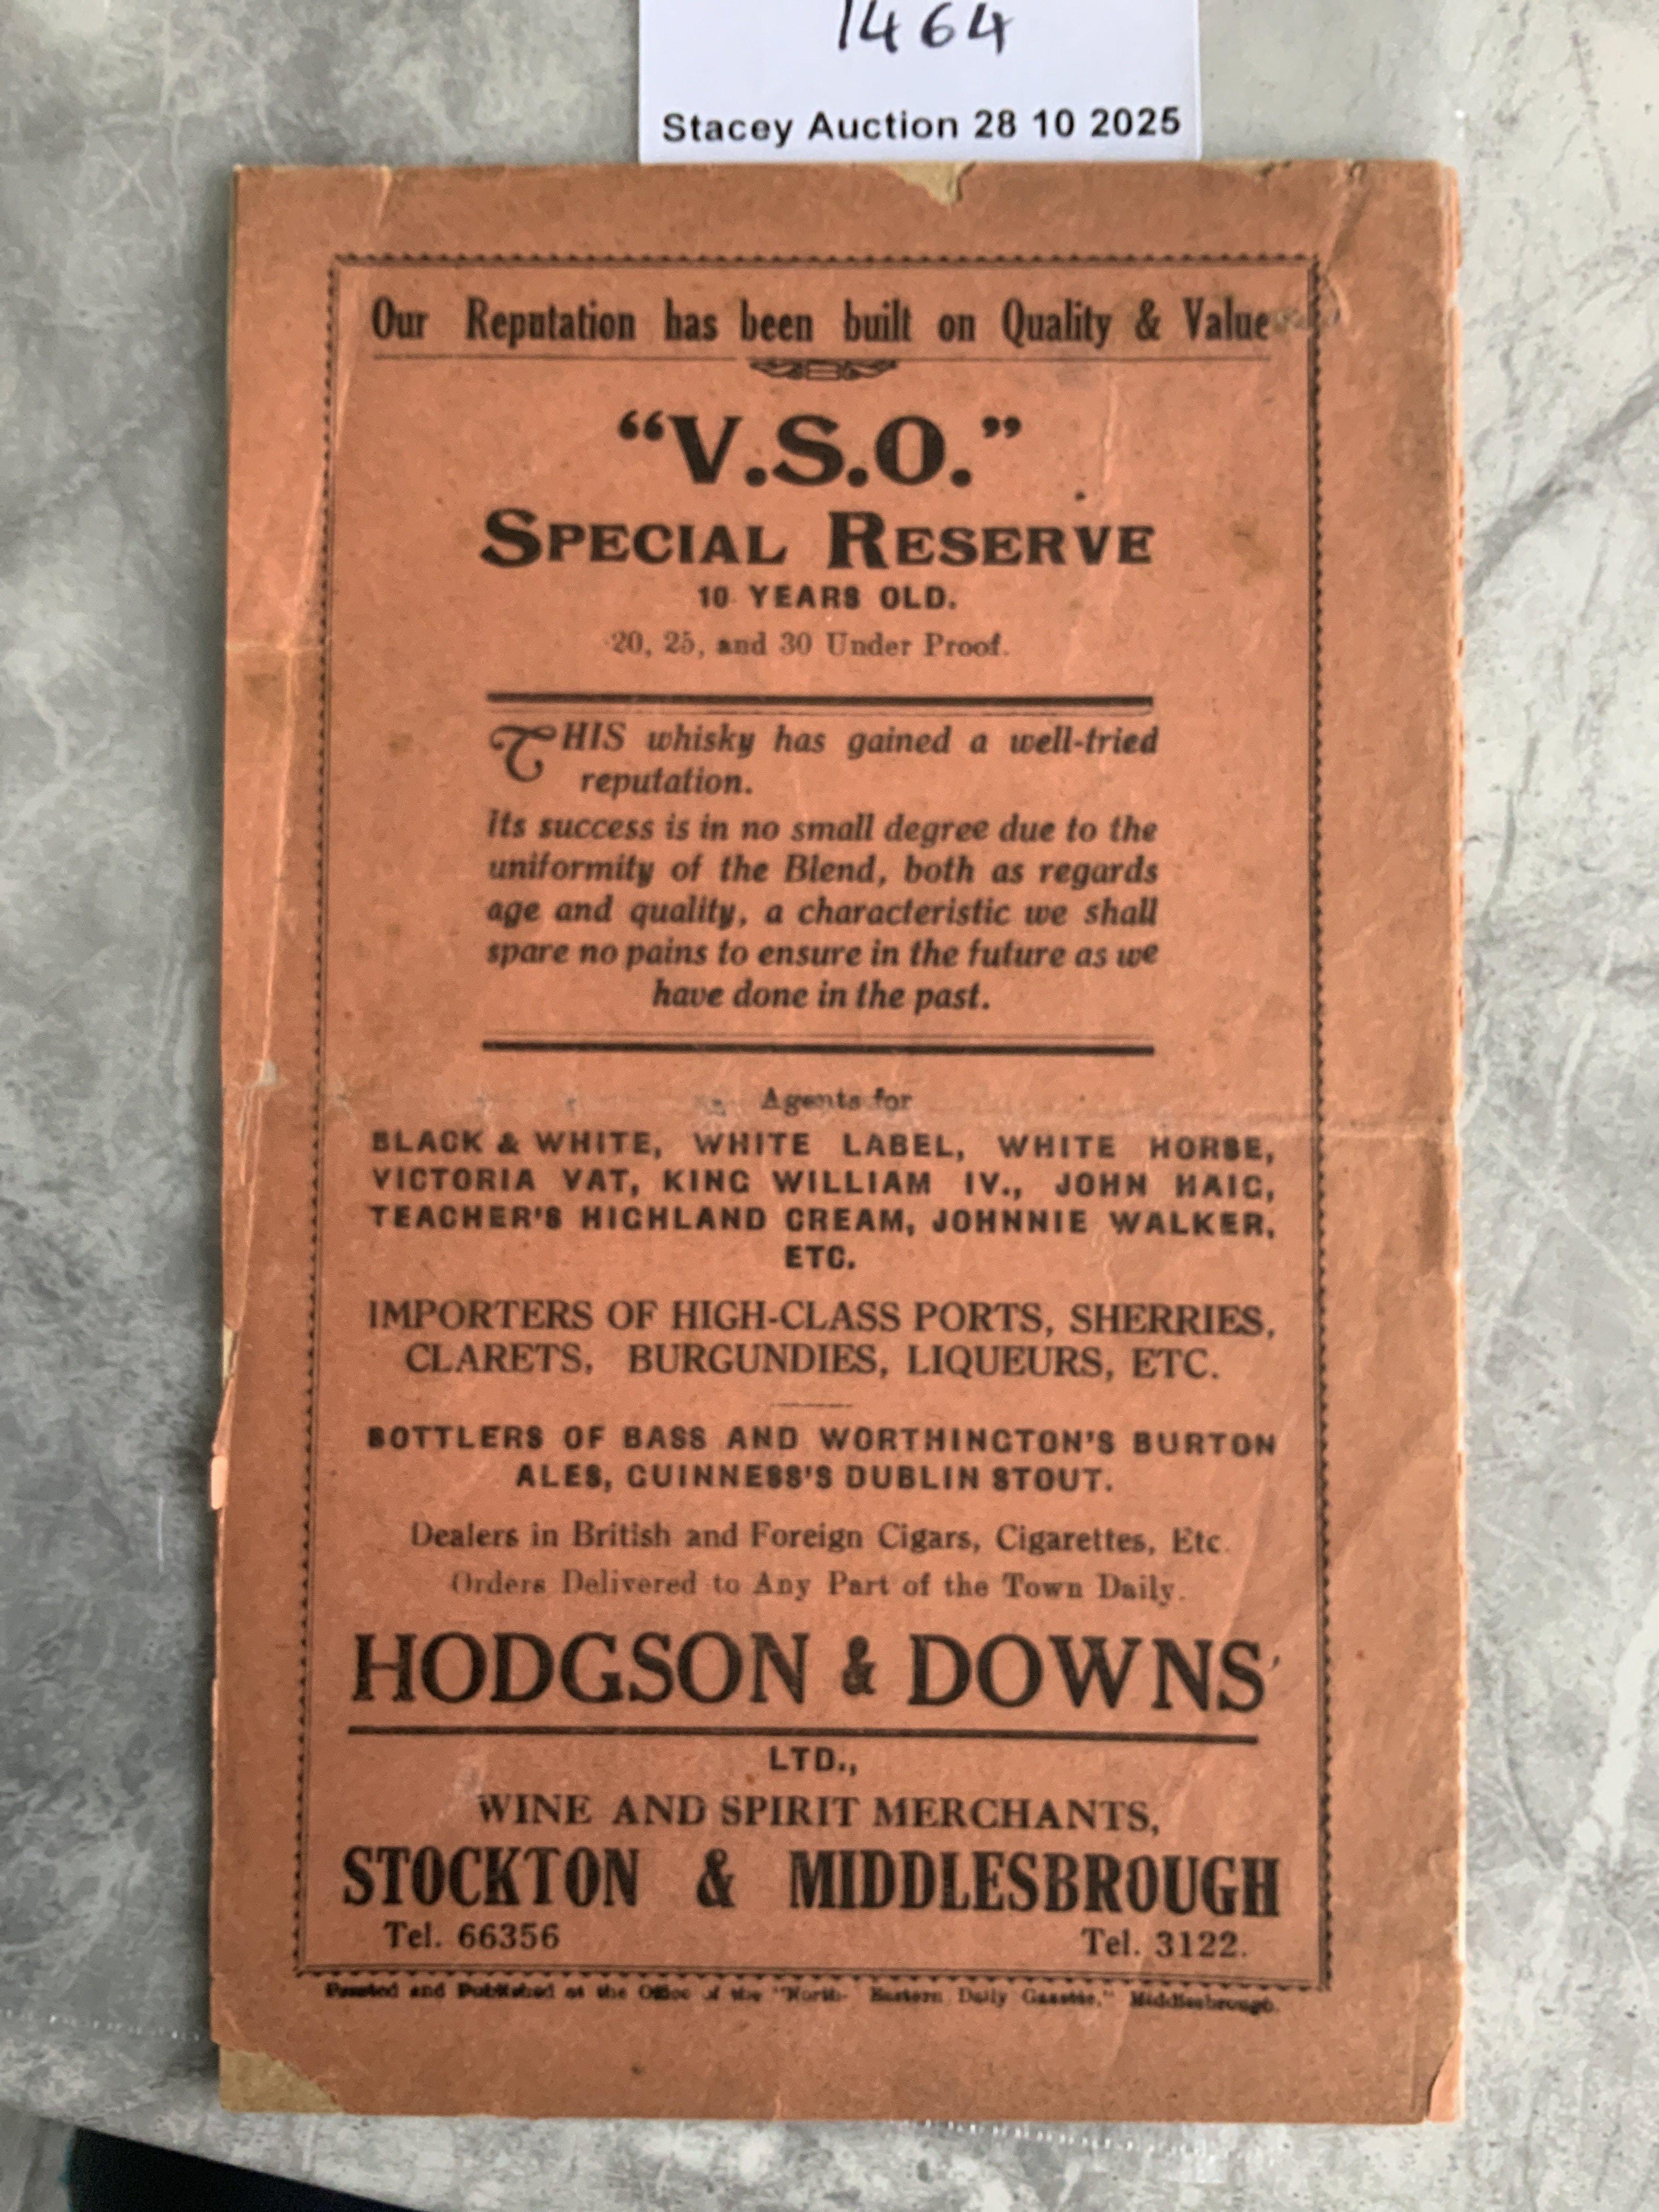 1464
Stacey Auction 28 10 2025
Our Reputation has been built on Quality & Value
"V.S.O."
SPECIAL RESERVE
10 YEARS OLD.
20, 25, and 30 Under Proof.
THIS whisky has gained a well-tried
reputation.
Its success is in no small degree due to the
uniformity of the Blend, both as regards
age and quality, a characteristic we shall
spare no pains to ensure in the future as we
have done in the past.
Agents for
BLACK & WHITE, WHITE LABEL, WHITE HORSE,
VICTORIA VAT, KING WILLIAM IV., JOHN HAIG,
TEACHER'S HIGHLAND CREAM, JOHNNIE WALKER,
ETC.
IMPORTERS OF HIGH-CLASS PORTS, SHERRIES,
CLARETS, BURGUNDIES, LIQUEURS, ETC.
BOTTLERS OF BASS AND WORTHINGTON'S BURTON
ALES, GUINNESS'S DUBLIN STOUT.
Dealers in British and Foreign Cigars, Cigarettes, Etc.
Orders Delivered to Any Part of the Town Daily.
HODGSON & DOWNS'
LTD.,
WINE AND SPIRIT MERCHANTS,
STOCKTON & MIDDLESBROUGH
Tel. 66356 Tel. 3122.
Printed and Published at the Office of the "North-Eastern Daily Gazette," Middlesbrough.